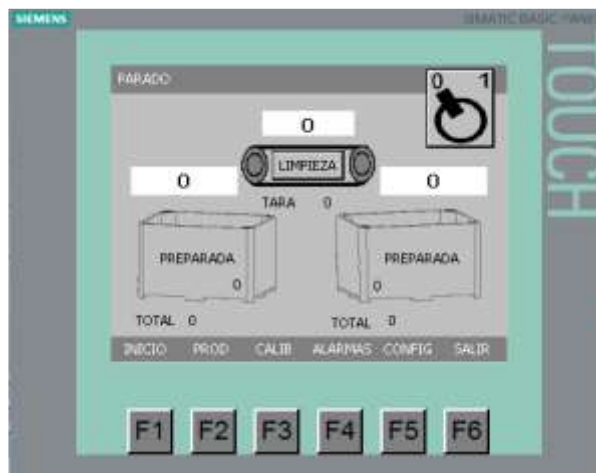 SIEMENS
SIMATIC BASIC PANEL
TOUCH
PARADO
0 1
0
LIMPIEZA
0
0
TARA 0
PREPARADA
0
PREPARADA
0
TOTAL 0
TOTAL 0
INICIO PROD CALIB ALARMAS CONFIG SALIR
F1 F2 F3 F4 F5 F6